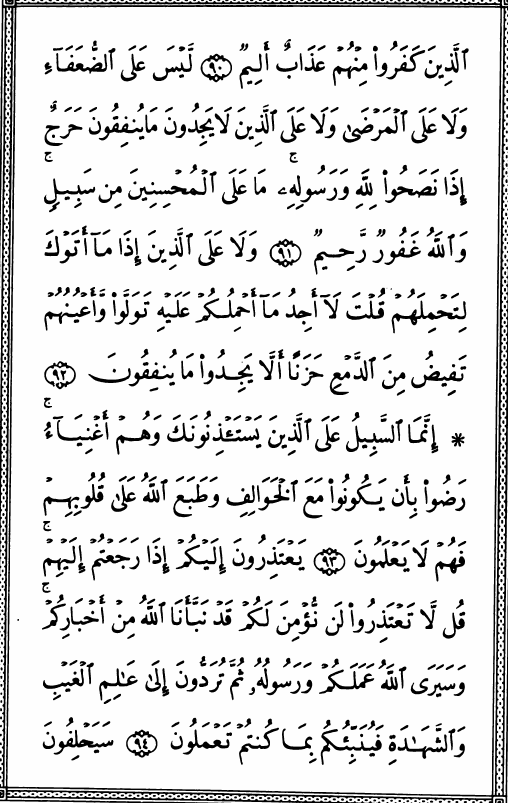 ٱلَّذِينَ كَفَرُوا۟ مِنْهُمْ عَذَابٌ أَلِيمٌ ﴿٩٠﴾ لَّيْسَ عَلَى ٱلضُّعَفَآءِ
وَلَا عَلَى ٱلْمَرْضَىٰ وَلَا عَلَى ٱلَّذِينَ لَا يَجِدُونَ مَا يُنفِقُونَ حَرَجٌ
إِذَا نَصَحُوا۟ لِلَّهِ وَرَسُولِهِۦ ۚ مَا عَلَى ٱلْمُحْسِنِينَ مِن سَبِيلٍ ۚ
وَٱللَّهُ غَفُورٌ رَّحِيمٌ ﴿٩١﴾ وَلَا عَلَى ٱلَّذِينَ إِذَا مَآ أَتَوْكَ
لِتَحْمِلَهُمْ قُلْتَ لَآ أَجِدُ مَآ أَحْمِلُكُمْ عَلَيْهِ تَوَلَّوا۟ وَّأَعْيُنُهُمْ
تَفِيضُ مِنَ ٱلدَّمْعِ حَزَنًا أَلَّا يَجِدُوا۟ مَا يُنفِقُونَ ﴿٩٢﴾
* إِنَّمَا ٱلسَّبِيلُ عَلَى ٱلَّذِينَ يَسْتَـْٔذِنُونَكَ وَهُمْ أَغْنِيَآءُ ۚ
رَضُوا۟ بِأَن يَكُونُوا۟ مَعَ ٱلْخَوَالِفِ وَطَبَعَ ٱللَّهُ عَلَىٰ قُلُوبِهِمْ
فَهُمْ لَا يَعْلَمُونَ ﴿٩٣﴾ يَعْتَذِرُونَ إِلَيْكُمْ إِذَا رَجَعْتُمْ إِلَيْهِمْ ۚ
قُل لَّا تَعْتَذِرُوا۟ لَن نُّؤْمِنَ لَكُمْ قَدْ نَبَّأَنَا ٱللَّهُ مِنْ أَخْبَارِكُمْ ۚ
وَسَيَرَى ٱللَّهُ عَمَلَكُمْ وَرَسُولُهُۥ ثُمَّ تُرَدُّونَ إِلَىٰ عَـٰلِمِ ٱلْغَيْبِ
وَٱلشَّهَـٰدَةِ فَيُنَبِّئُكُم بِمَا كُنتُمْ تَعْمَلُونَ ﴿٩٤﴾ سَيَحْلِفُونَ